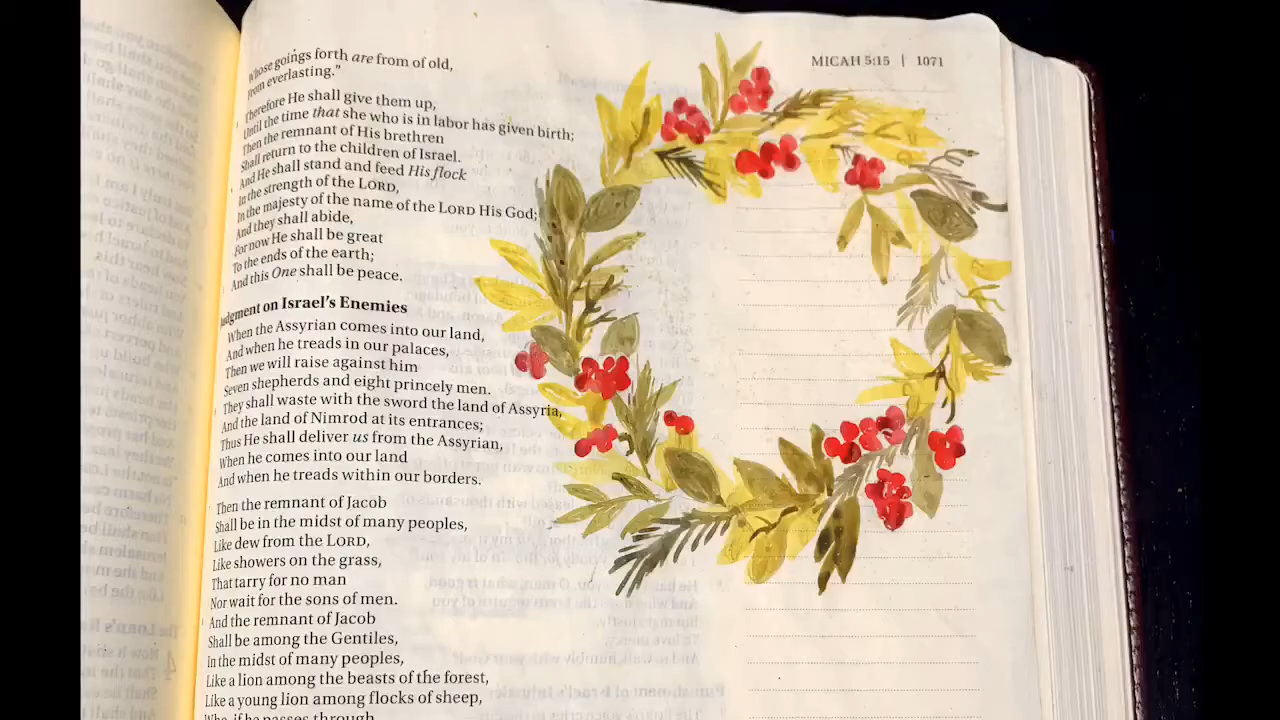 MICAH 5:15 | 1071
Whose goings forth are from of old,
From everlasting.”
Therefore He shall give them up,
Until the time that she who is in labor has given birth;
Then the remnant of His brethren
Shall return to the children of Israel.
And He shall stand and feed His flock
In the strength of the LORD,
In the majesty of the name of the LORD His God;
And they shall abide,
For now He shall be great
To the ends of the earth;
And this One shall be peace.
Judgment on Israel’s Enemies
When the Assyrian comes into our land,
And when he treads in our palaces,
Then we will raise against him
Seven shepherds and eight princely men.
They shall waste with the sword the land of Assyria,
And the land of Nimrod at its entrances;
Thus He shall deliver us from the Assyrian,
When he comes into our land
And when he treads within our borders.
Then the remnant of Jacob
Shall be in the midst of many peoples,
Like dew from the LORD,
Like showers on the grass,
That tarry for no man
Nor wait for the sons of men.
And the remnant of Jacob
Shall be among the Gentiles,
In the midst of many peoples,
Like a lion among the beasts of the forest,
Like a young lion among flocks of sheep,
Who, if he passes through,